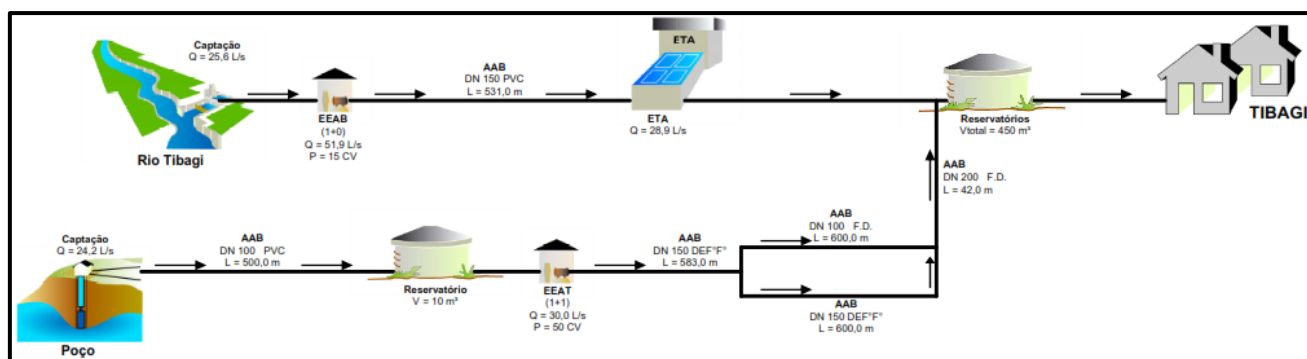 Captação
Q = 25,6 L/s
Rio Tibagi
EEAB
(1+0)
Q = 51,9 L/s
P = 15 CV
AAB
DN 150 PVC
L = 531,0 m
ETA
ETA
Q = 28,9 L/s
Reservatórios
Vtotal = 450 m³
TIBAGI
AAB
DN 200 F.D.
L = 42,0 m
Captação
Q = 24,2 L/s
Poço
AAB
DN 100 PVC
L = 500,0 m
Reservatório
V = 10 m³
EEAT
(1+1)
Q = 30,0 L/s
P = 50 CV
AAB
DN 150 DEF°F°
L = 583,0 m
AAB
DN 100 F.D.
L = 600,0 m
AAB
DN 150 DEF°F°
L = 600,0 m